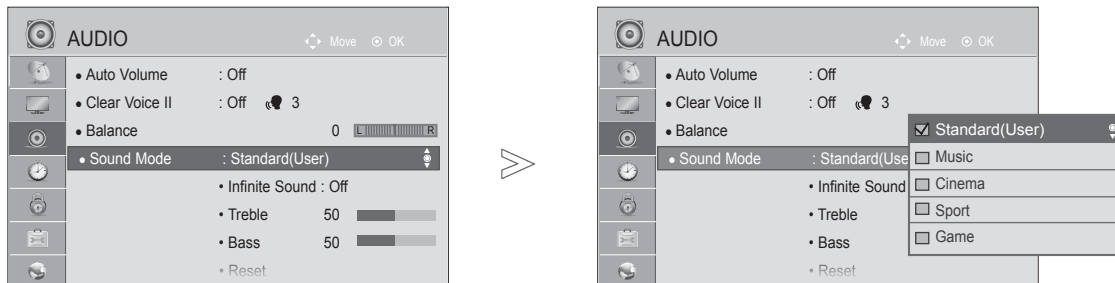 AUDIO
Move OK
• Auto Volume : Off
• Clear Voice II : Off 3
• Balance 0 L R
• Sound Mode : Standard(User)
• Infinite Sound : Off
• Treble 50
• Bass 50
• Reset
AUDIO
Move OK
• Auto Volume : Off
• Clear Voice II : Off 3
• Balance
• Sound Mode : Standard(Use
• Infinite Sound
• Treble
• Bass
• Reset
Standard(User)
Music
Cinema
Sport
Game